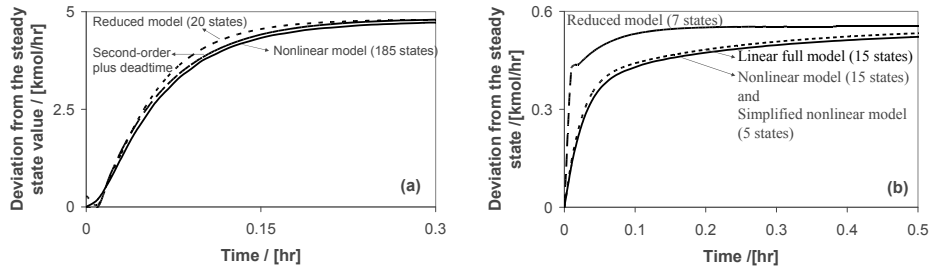 Deviation from the steady
state value / [kmol/hr]
5
2.5
0
Reduced model (20 states)
Second-order
plus deadtime
Nonlinear model (185 states)
(a)
0
0.15
0.3
Time / [hr]
Deviation from the steady
state /[kmol/hr]
0.6
0.3
0
Reduced model (7 states)
Linear full model (15 states)
Nonlinear model (15 states)
and
Simplified nonlinear model
(5 states)
(b)
0
0.1
0.2
0.3
0.4
0.5
Time /[hr]